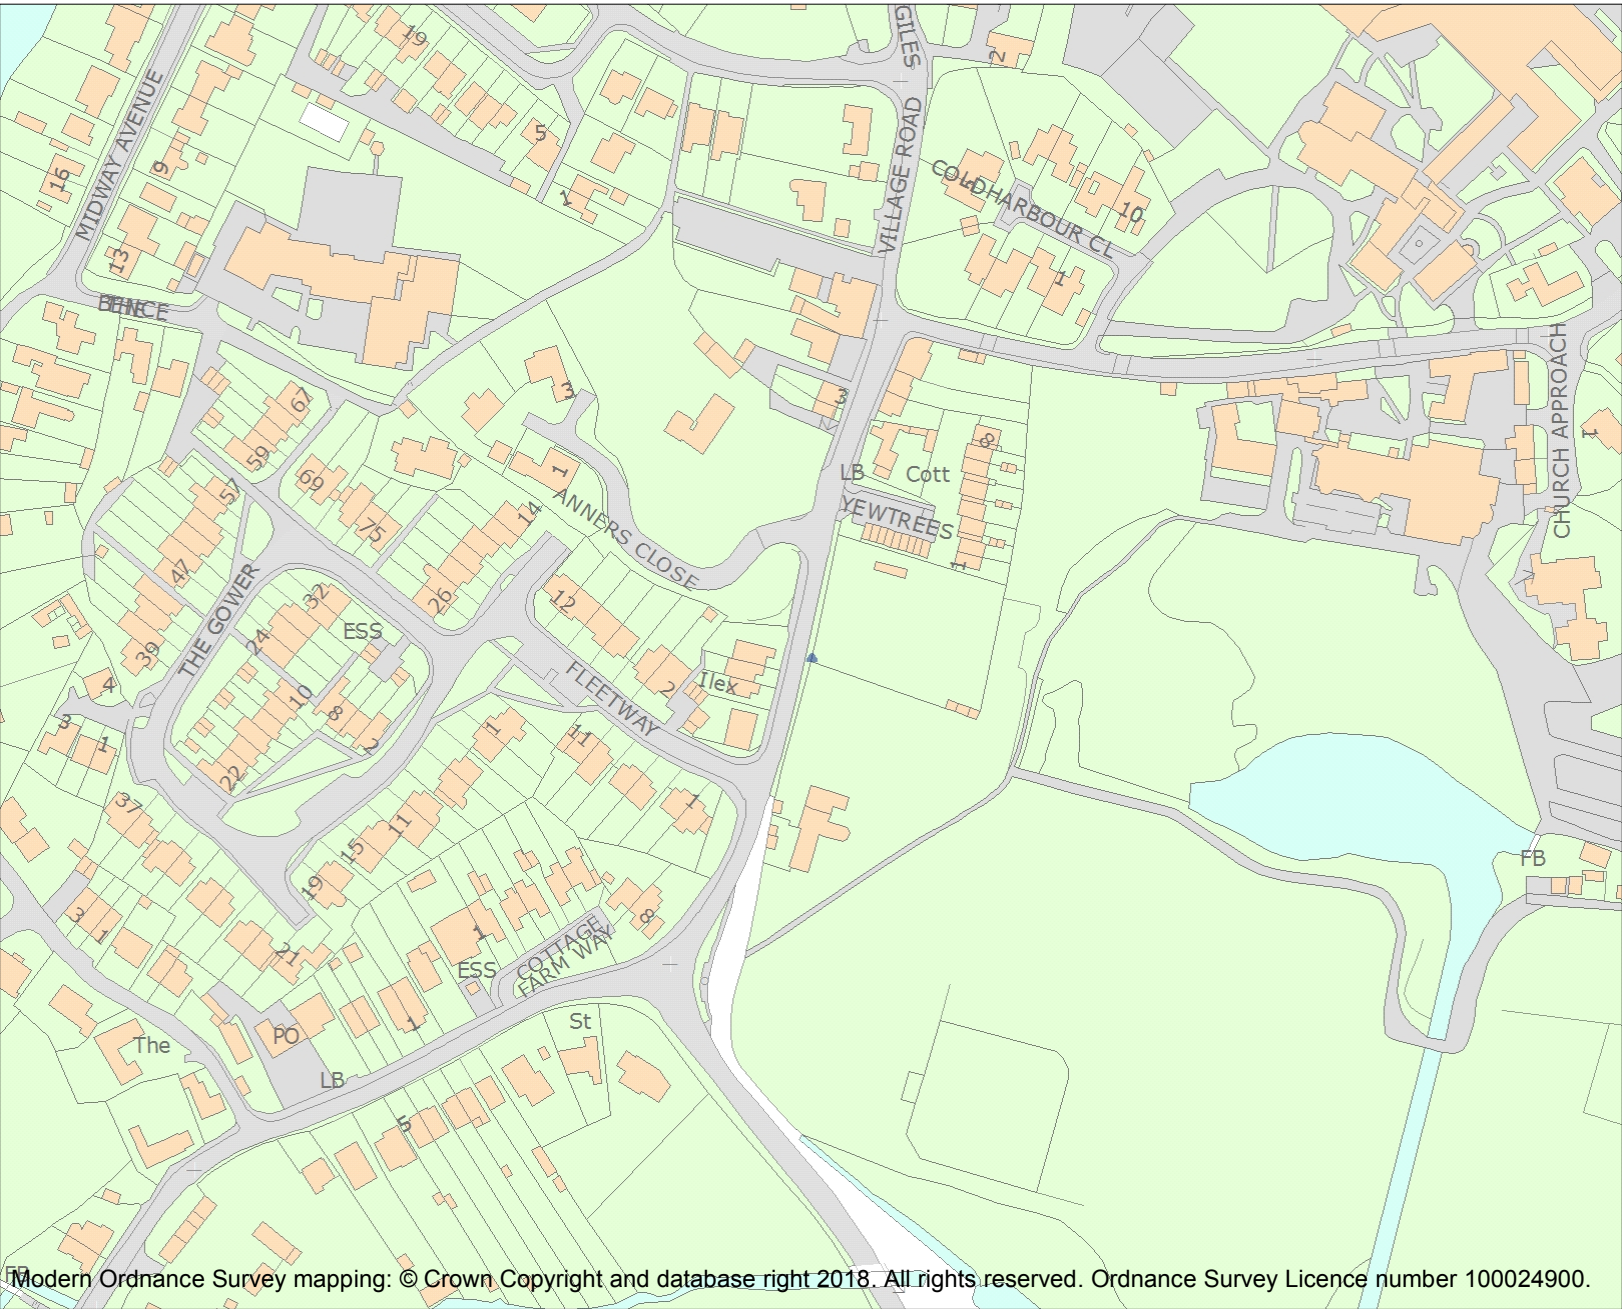 GILES
19
2
MIDWAY AVENUE
VILLAGE ROAD
5
9
16
COLDHARBOUR CL
1
10
13
1
THE
BENCE
CHURCH APPROACH
3
67
3
8
1
59
1
LB
Cott
69
57
YEWTREES
14
75
ANNERS CLOSE
1
47
7
THE GOWER
32
26
12
ESS
24
39
4
10
Ilex
2
FLEETWAY
8
3
1
2
1
11
22
37
1
11
15
FB
19
3
1
8
1
COTTAGE
FARM WAY
21
ESS
1
St
PO
The
LB
5
FB
Modern Ordnance Survey mapping: © Crown Copyright and database right 2018. All rights reserved. Ordnance Survey Licence number 100024900.